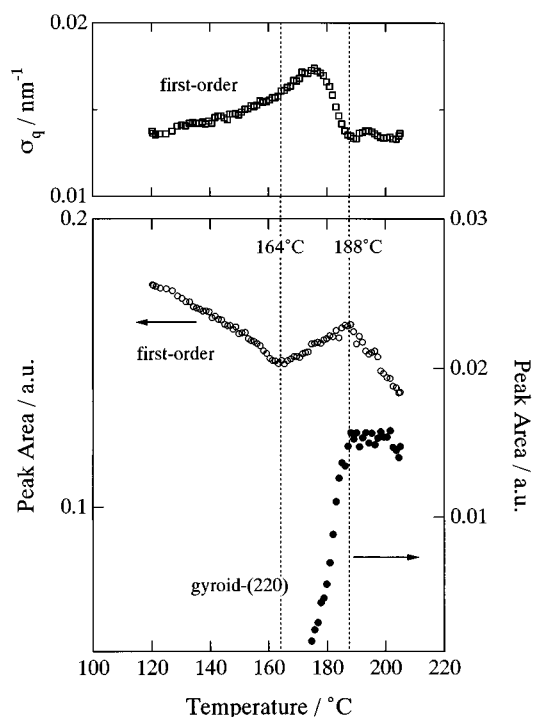 0.02
σq / nm⁻¹
first-order
0.01
0.2
0.03
164°C
188°C
first-order
0.02
Peak Area / a.u.
Peak Area / a.u.
0.1
0.01
gyroid-(220)
100 120 140 160 180 200 220
Temperature / °C